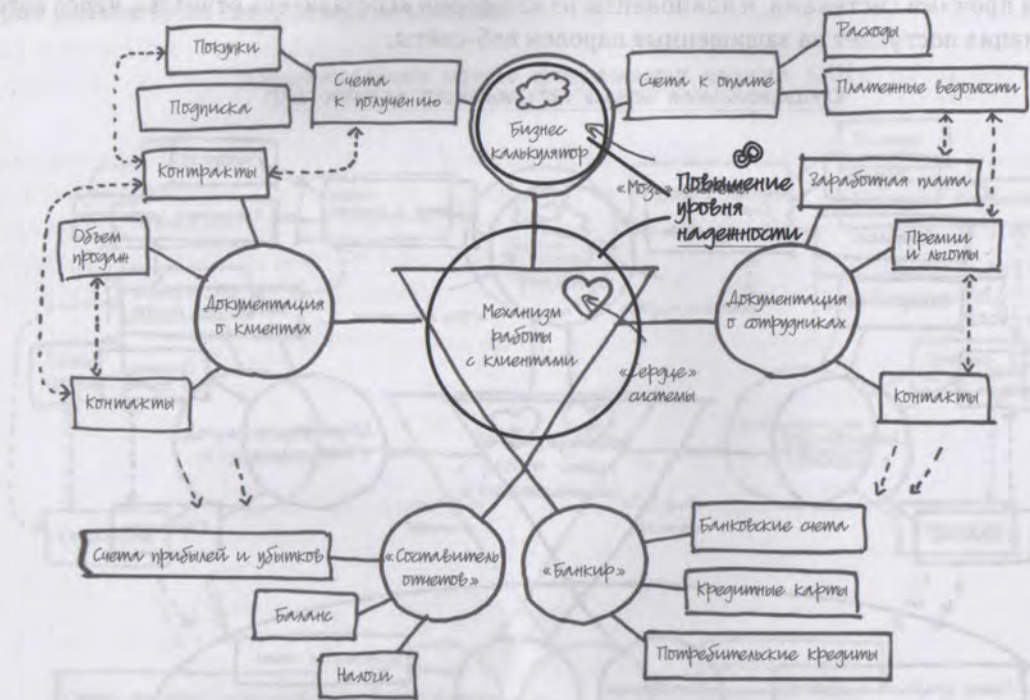 Покупки
Подписка
Контракты
Объем
продаж
Контакты
Счета
к получению
Бизнес
калькулятор
Счета к оплате
Расходы
Платежные ведомости
Заработная плата
Премии
и льготы
Контакты
Повышение
уровня
надежности
Документация
о клиентах
Механизм
работы
с клиентами
«Сердце»
системы
Документация
о сотрудниках
Счета прибылей и убытков
«Составитель
отчетов»
Баланс
Налоги
«Банкир»
Банковские счета
Кредитные карты
Потребительские кредиты